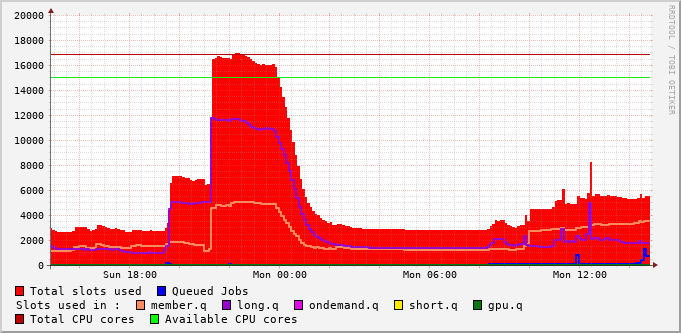 RRDTOOL / TOBI OETIKER
20000
18000
16000
14000
12000
10000
8000
6000
4000
2000
0
Sun 18:00 Mon 00:00 Mon 06:00 Mon 12:00
Total slots used Queued Jobs
Slots used in : member.q long.q ondemand.q short.q gpu.q
Total CPU cores Available CPU cores